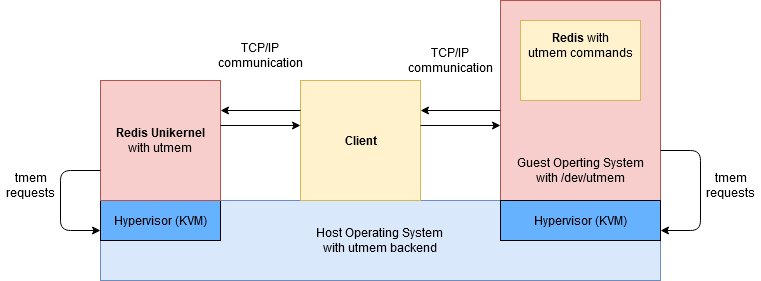 TCP/IP
communication
TCP/IP
communication
Redis with
utmem commands
Redis Unikernel
with utmem
Client
Guest Operting System
with /dev/utmem
tmem
requests
tmem
requests
Hypervisor (KVM)
Hypervisor (KVM)
Host Operating System
with utmem backend